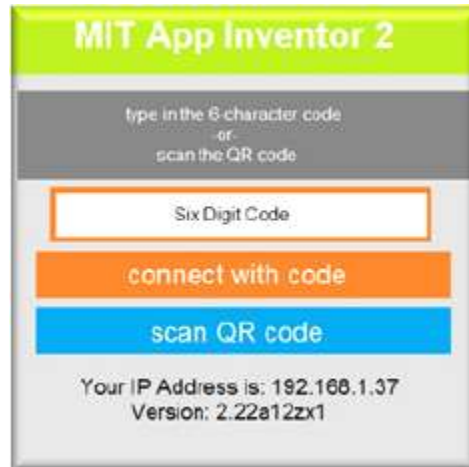 MIT App Inventor 2
type in the 6 character code
-or-
scan the QR code
Six Digit Code
connect with code
scan QR code
Your IP Address is: 192.168.1.37
Version: 2.22a12zx1